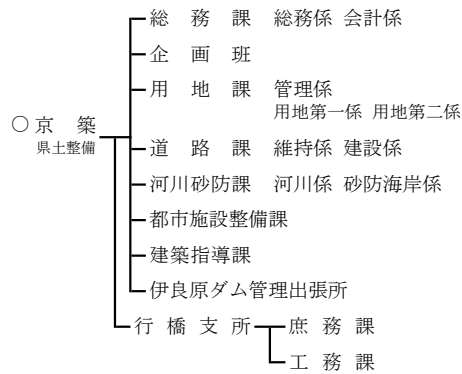 総務課 総務係 会計係
企画班
用地課 管理係
用地第一係 用地第二係
○京築
県土整備
道路課 維持係 建設係
河川砂防課 河川係 砂防海岸係
都市施設整備課
建築指導課
伊良原ダム管理出張所
行橋支所 庶務課
工務課